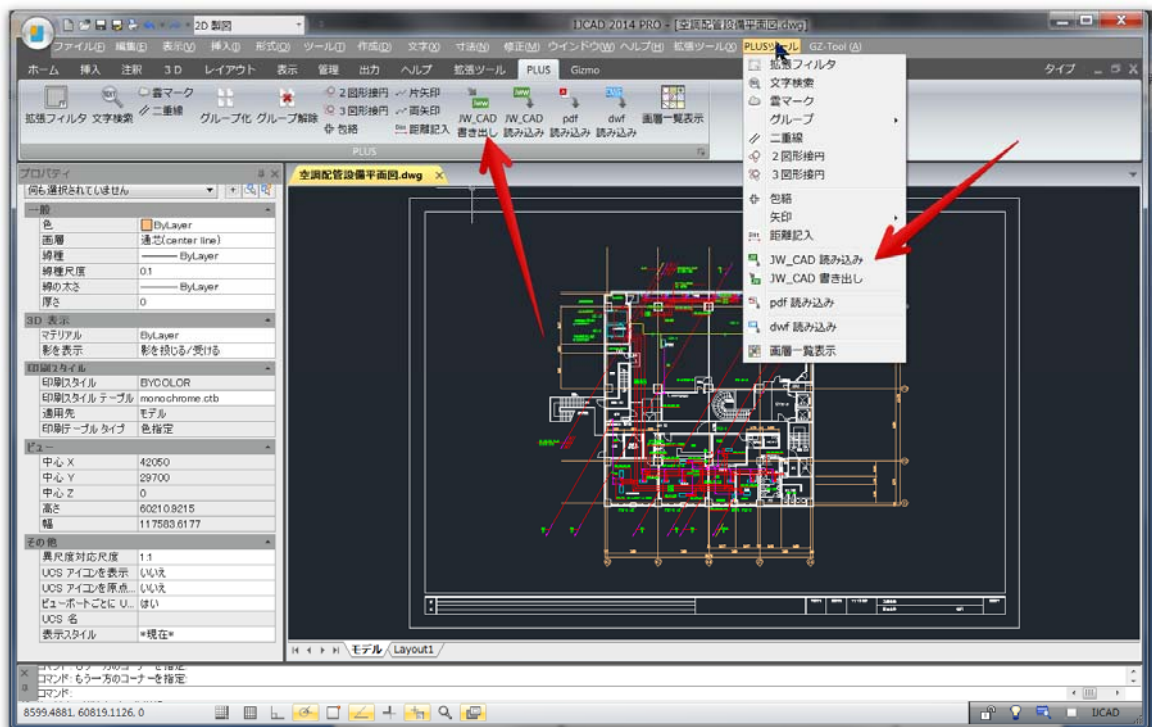 2D 製図
IJCAD 2014 PRO - [空調配管設備平面図.dwg]
ファイル(F) 編集(E) 表示(V) 挿入(I) 形式(O) ツール(T) 作成(D) 文字(X) 寸法(N) 修正(M) ウインドウ(W) ヘルプ(H) 拡張ツール(X) PLUSツール GZ-Tool (A)
ホーム 挿入 注釈 3 D レイアウト 表示 管理 出力 ヘルプ 拡張ツール PLUS Gizmo
タイプ
拡張フィルタ 文字検索
雲マーク
二重線
グループ化 グループ解除
2図形接円
3図形接円
包絡
片矢印
両矢印
距離記入
JW_CAD 書き出し
JW_CAD 読み込み
pdf 読み込み
dwf 読み込み
画層一覧表示
PLUS
拡張フィルタ
文字検索
雲マーク
グループ
二重線
2図形接円
3図形接円
包絡
矢印
距離記入
JW_CAD 読み込み
JW_CAD 書き出し
pdf 読み込み
dwf 読み込み
画層一覧表示
プロパティ
何も選択されていません
空調配管設備平面図.dwg
一般
色 ByLayer
画層 通芯(center line)
線種 ByLayer
線種尺度 0.1
線の太さ ByLayer
厚さ 0
3D 表示
マテリアル ByLayer
影を表示 影を投じる/受ける
印刷スタイル
印刷スタイル BYCOLOR
印刷スタイル テーブル monochrome.ctb
適用先 モデル
印刷テーブル タイプ 色指定
ビュー
中心 X 42050
中心 Y 29700
中心 Z 0
高さ 60210.9215
幅 117583.6177
その他
異尺度対応尺度 1:1
UCS アイコンを表示 いいえ
UCS アイコンを原点... いいえ
ビューポートごとに U... はい
UCS 名
表示スタイル *現在*
モデル Layout1
コマンド: もう一方のコーナーを指定:
コマンド: もう一方のコーナーを指定:
コマンド:
8599.4881, 60819.1126, 0
IJCAD